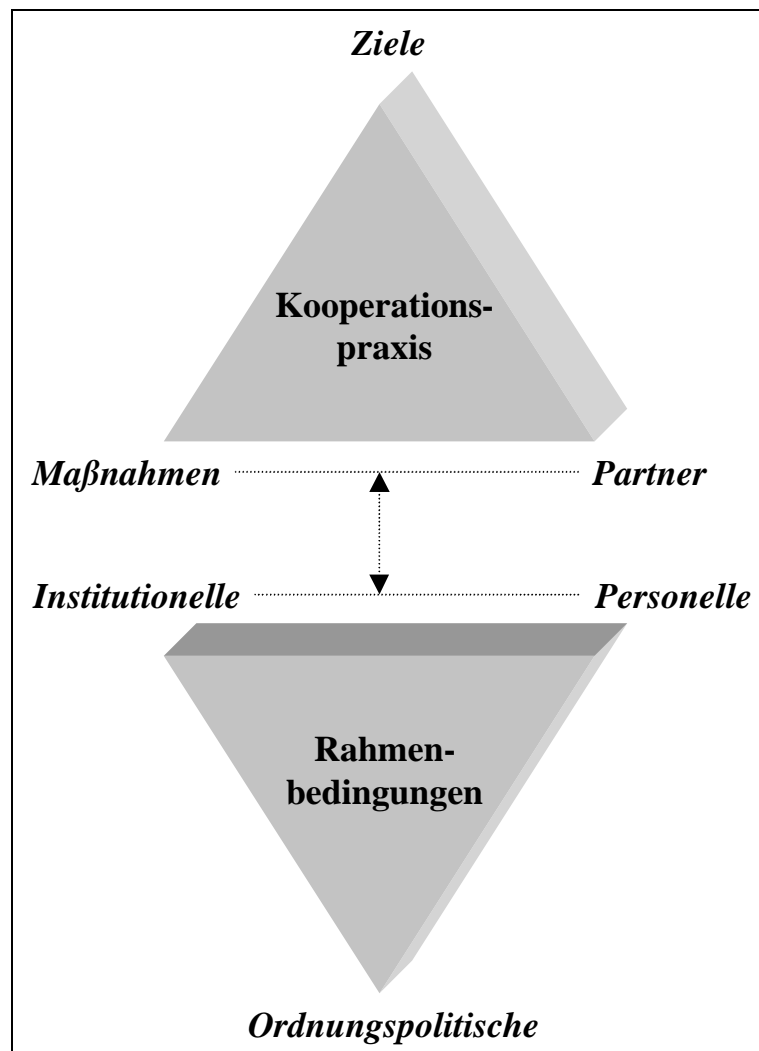 Ziele
Kooperations-
praxis
Maßnahmen Partner
Institutionelle Personelle
Rahmen-
bedingungen
Ordnungspolitische